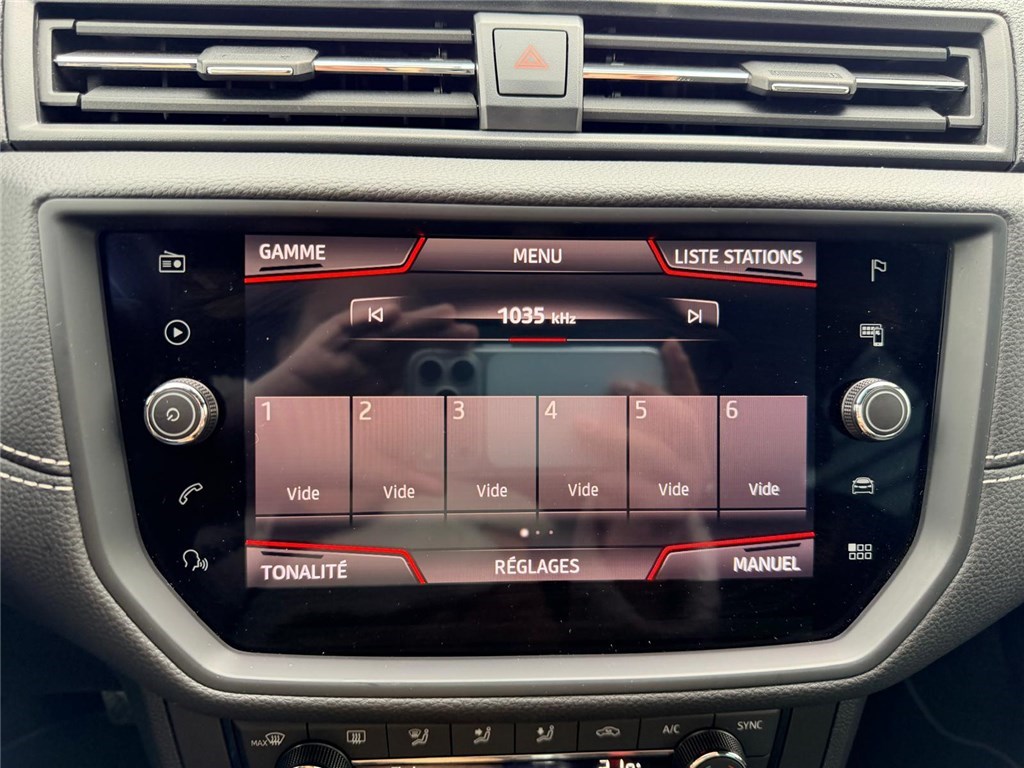 GAMME MENU LISTE STATIONS
1035 kHz
1 2 3 4 5 6
Vide Vide Vide Vide Vide Vide
TONALITÉ RÉGLAGES MANUEL
MAX A/C SYNC